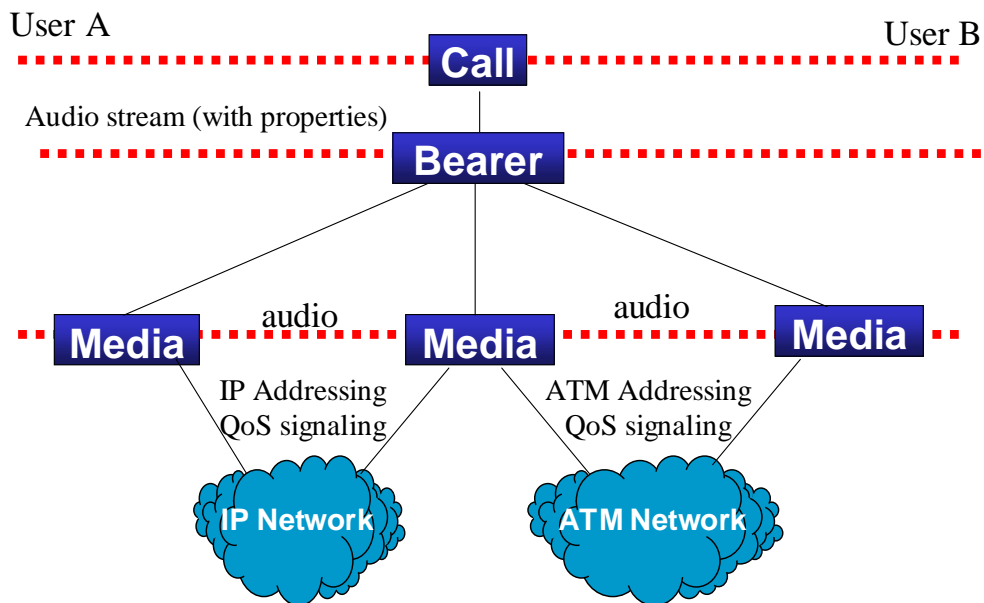 User A
User B
Call
Audio stream (with properties)
Bearer
audio
audio
Media
Media
Media
IP Addressing
QoS signaling
ATM Addressing
QoS signaling
IP Network
ATM Network